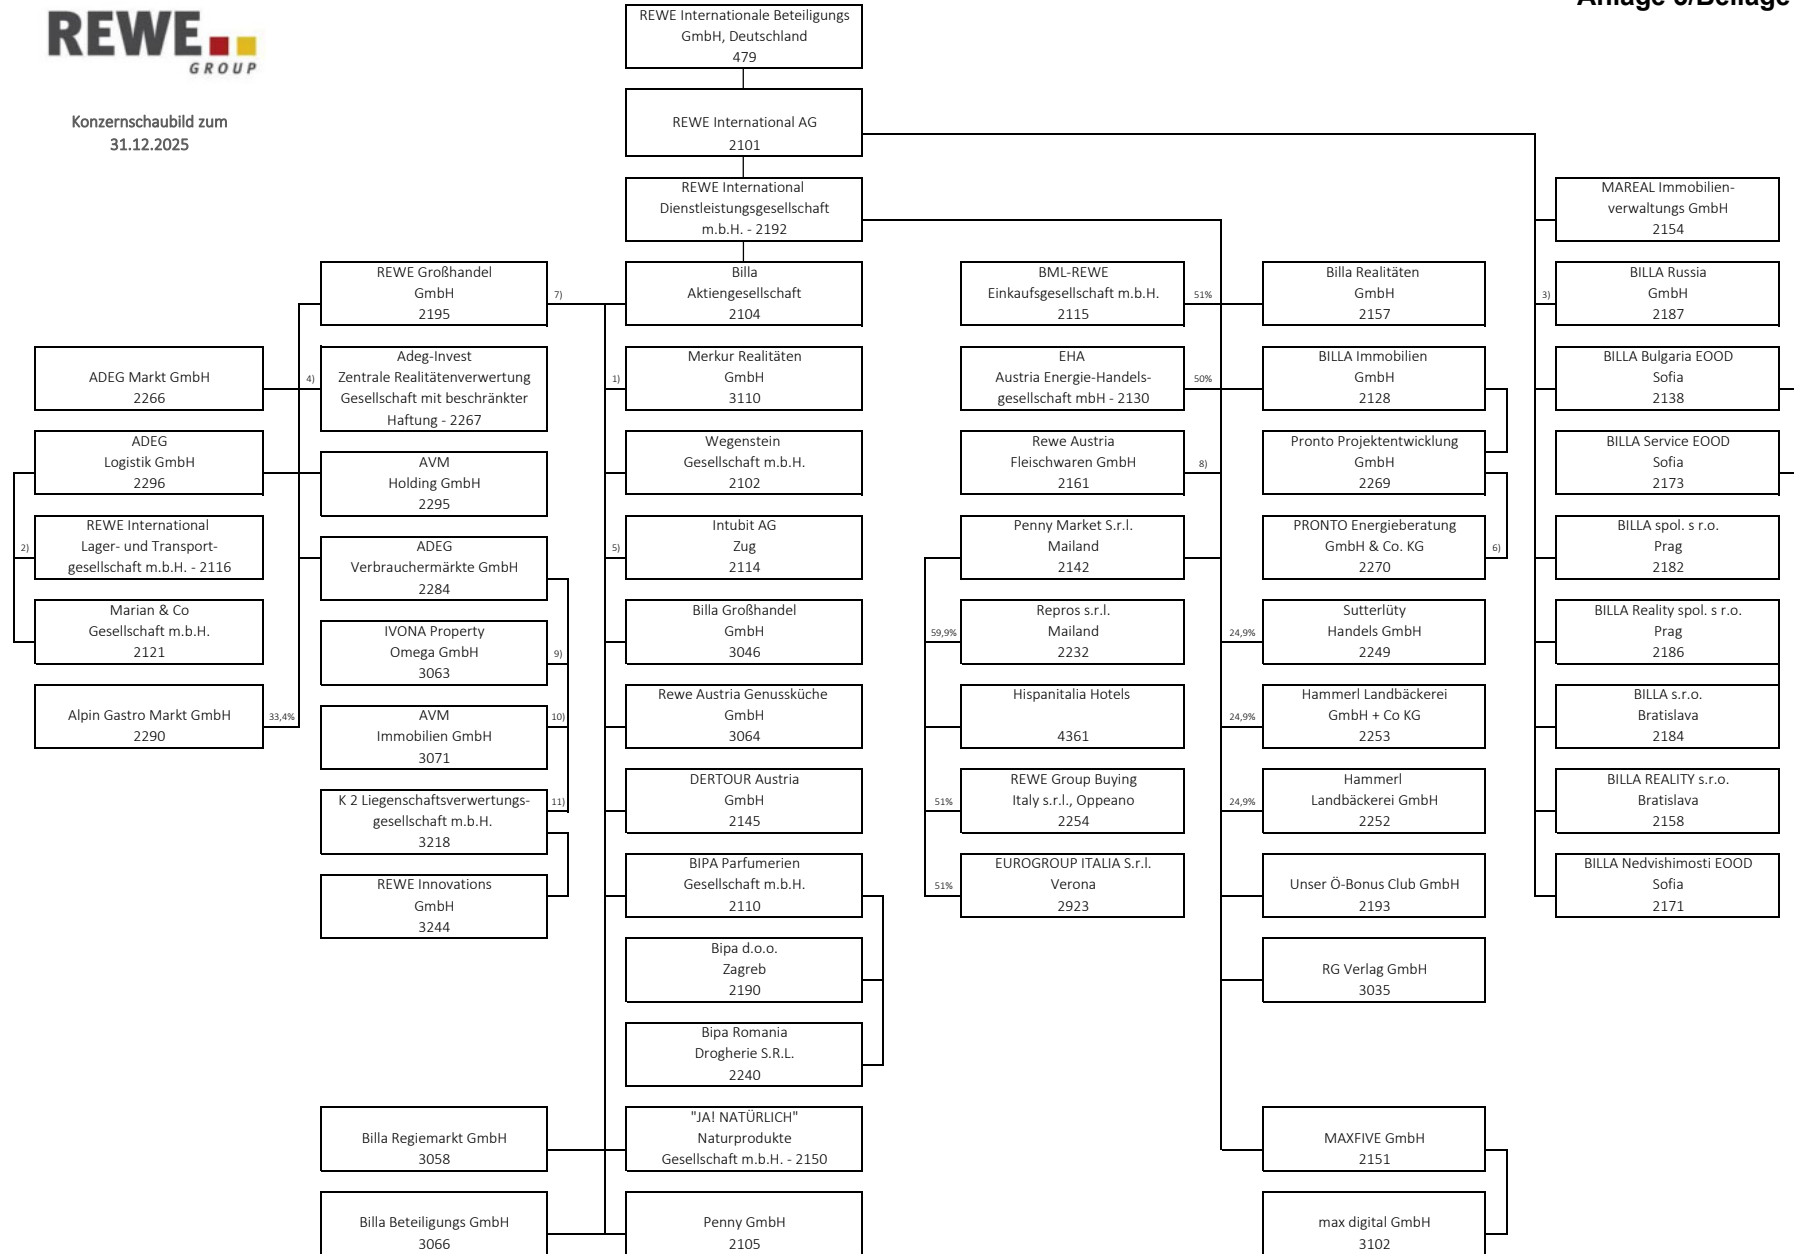 Anlage 3/Beilage
REWE
GROUP
Konzernschaubild zum
31.12.2025
REWE Internationale Beteiligungs
GmbH, Deutschland
479
REWE International AG
2101
REWE International
Dienstleistungsgesellschaft
m.b.H. - 2192
ADEG Markt GmbH
2266
ADEG
Logistik GmbH
2296
2)
REWE International
Lager- und Transport-
gesellschaft m.b.H. - 2116
Marian & Co
Gesellschaft m.b.H.
2121
Alpin Gastro Markt GmbH
2290
33,4%
REWE Großhandel
GmbH
2195
7)
4)
Adeg-Invest
Zentrale Realitätenverwertung
Gesellschaft mit beschränkter
Haftung - 2267
AVM
Holding GmbH
2295
ADEG
Verbrauchermärkte GmbH
2284
IVONA Property
Omega GmbH
3063
9)
AVM
Immobilien GmbH
3071
10)
K 2 Liegenschaftsverwertungs-
gesellschaft m.b.H.
3218
11)
REWE Innovations
GmbH
3244
Billa Regiemarkt GmbH
3058
Billa Beteiligungs GmbH
3066
Billa
Aktiengesellschaft
2104
1)
Merkur Realitäten
GmbH
3110
Wegenstein
Gesellschaft m.b.H.
2102
5)
Intubit AG
Zug
2114
Billa Großhandel
GmbH
3046
Rewe Austria Genussküche
GmbH
3064
DERTOUR Austria
GmbH
2145
BIPA Parfumerien
Gesellschaft m.b.H.
2110
Bipa d.o.o.
Zagreb
2190
Bipa Romania
Drogherie S.R.L.
2240
"JA! NATÜRLICH"
Naturprodukte
Gesellschaft m.b.H. - 2150
Penny GmbH
2105
BML-REWE
Einkaufsgesellschaft m.b.H.
2115
51%
EHA
Austria Energie-Handels-
gesellschaft mbH - 2130
50%
Rewe Austria
Fleischwaren GmbH
2161
8)
Penny Market S.r.l.
Mailand
2142
59,9%
Repros s.r.l.
Mailand
2232
Hispanitalia Hotels
4361
51%
REWE Group Buying
Italy s.r.l., Oppeano
2254
51%
EUROGROUP ITALIA S.r.l.
Verona
2923
Billa Realitäten
GmbH
2157
BILLA Immobilien
GmbH
2128
Pronto Projektentwicklung
GmbH
2269
PRONTO Energieberatung
GmbH & Co. KG
2270
6)
24,9%
Sutterlüty
Handels GmbH
2249
24,9%
Hammerl Landbäckerei
GmbH + Co KG
2253
24,9%
Hammerl
Landbäckerei GmbH
2252
Unser Ö-Bonus Club GmbH
2193
RG Verlag GmbH
3035
MAXFIVE GmbH
2151
max digital GmbH
3102
MAREAL Immobilien-
verwaltungs GmbH
2154
3)
BILLA Russia
GmbH
2187
BILLA Bulgaria EOOD
Sofia
2138
BILLA Service EOOD
Sofia
2173
BILLA spol. s r.o.
Prag
2182
BILLA Reality spol. s r.o.
Prag
2186
BILLA s.r.o.
Bratislava
2184
BILLA REALITY s.r.o.
Bratislava
2158
BILLA Nedvishimosti EOOD
Sofia
2171